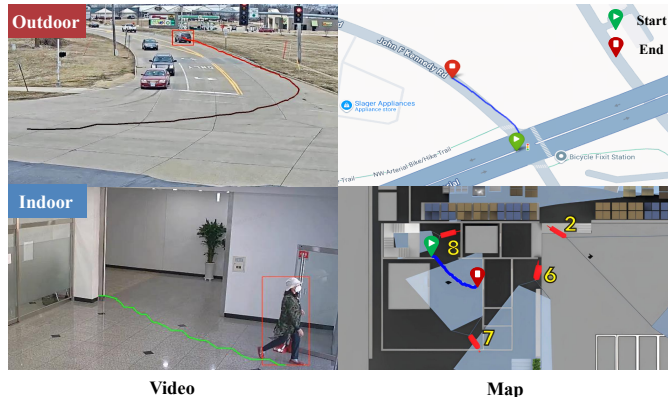 Outdoor
Start
End
John F Kennedy Rd
Slager Appliances
Appliance store
NW-Arterial-Bike/Hike-Trail
Bicycle Fixit Station
Indoor
2
8
6
7
Video
Map